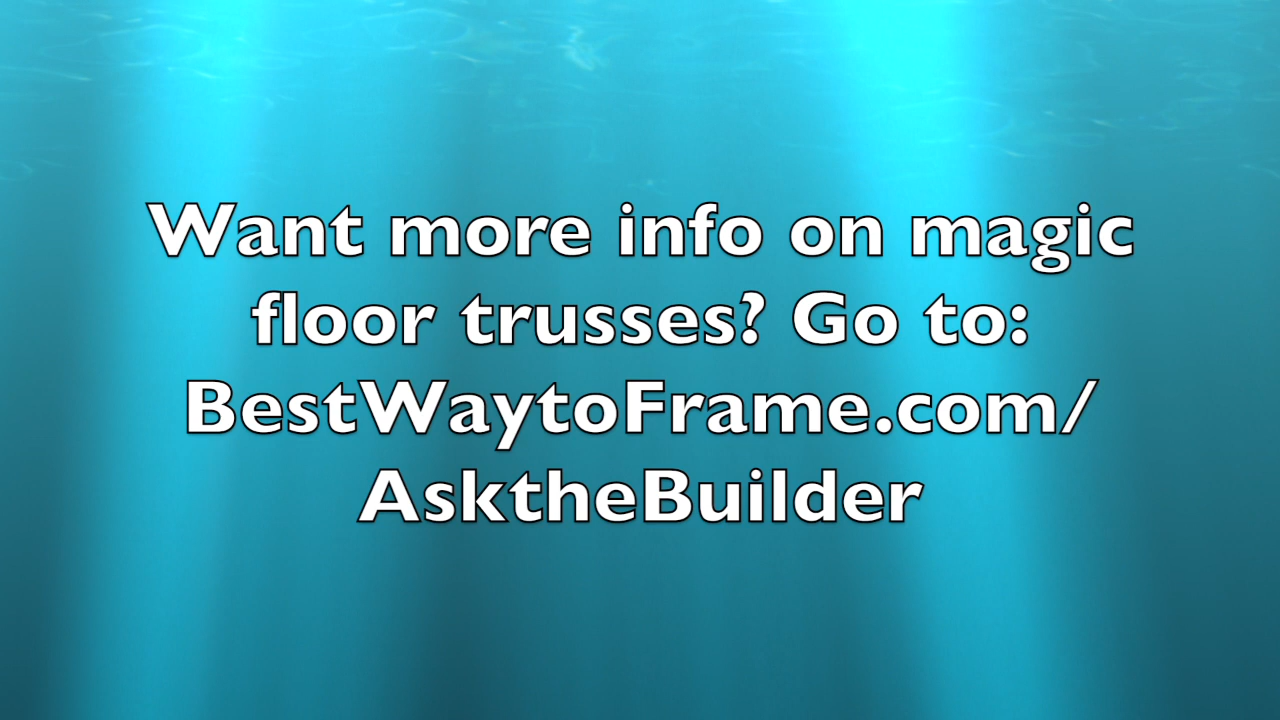 Want more info on magic
floor trusses? Go to:
BestWaytoFrame.com/
AsktheBuilder